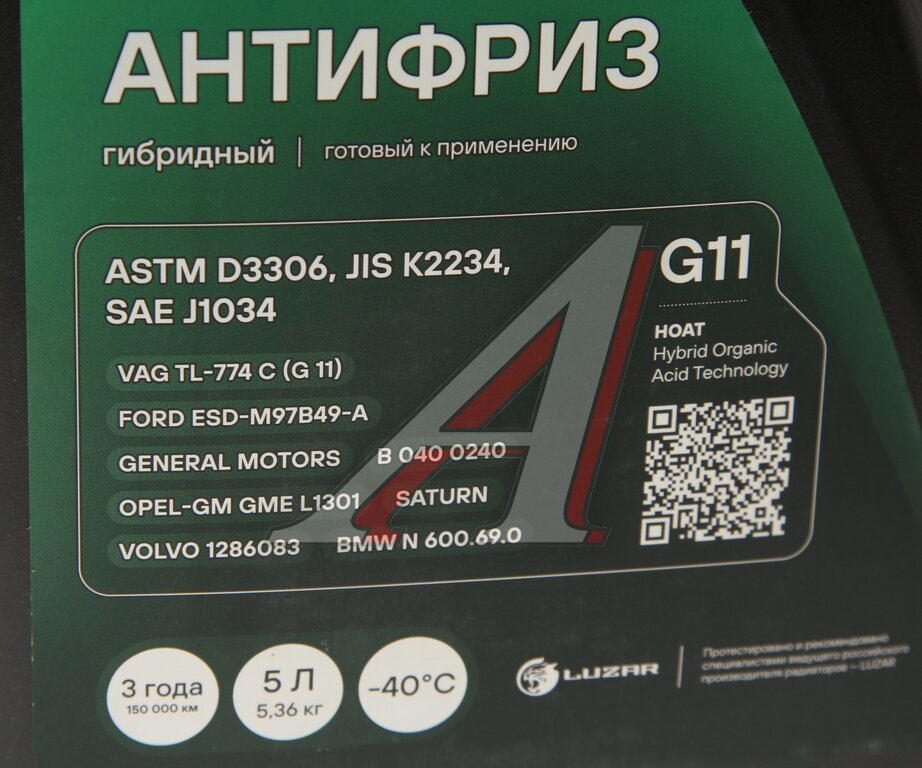 АНТИФРИЗ
гибридный | готовый к применению
ASTM D3306, JIS K2234,
SAE J1034
G11
HOAT
Hybrid Organic
Acid Technology
VAG TL-774 C (G 11)
FORD ESD-M97B49-A
GENERAL MOTORS B 040 0240
OPEL-GM GME L1301 SATURN
VOLVO 1286083 BMW N 600.69.0
3 года
150 000 км
5 Л
5,36 кг
-40°C
LUZAR
Протестировано и рекомендовано
специалистами ведущего российского
производителя радиаторов – LUZAR